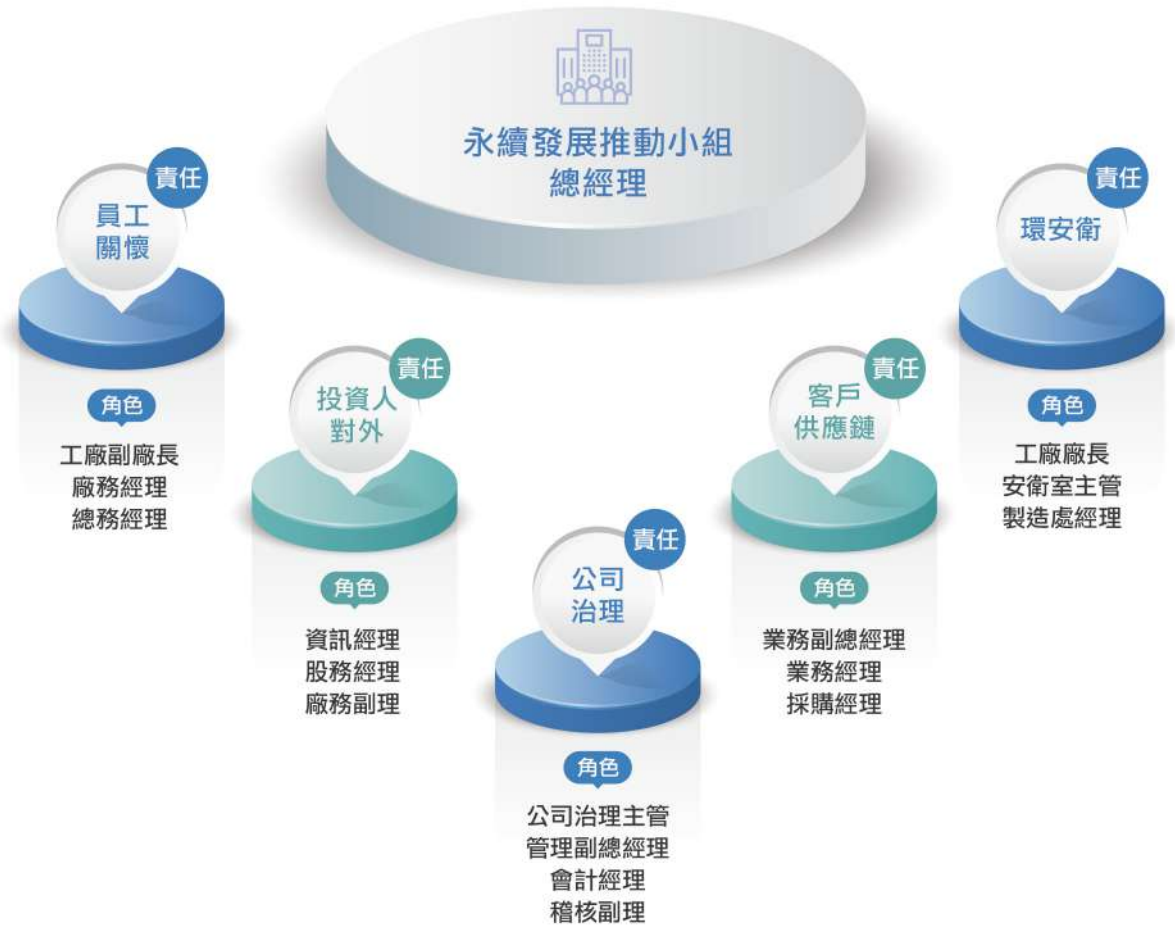 永續發展推動小組
總經理
責任
員工
關懷
角色
工廠副廠長
廠務經理
總務經理
責任
投資人
對外
角色
資訊經理
股務經理
廠務副理
責任
公司
治理
角色
公司治理主管
管理副總經理
會計經理
稽核副理
責任
客戶
供應鏈
角色
業務副總經理
業務經理
採購經理
責任
環安衛
角色
工廠廠長
安衛室主管
製造處經理